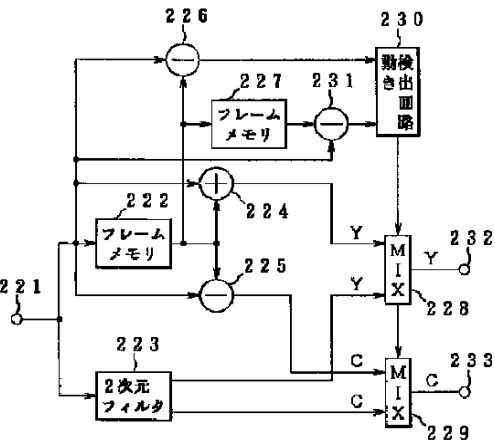 226
230
227
231
動き
検出回路
フレーム
メモリ
222
224
フレーム
メモリ
Y
MIX
Y
232
225
Y
228
221
223
C
MIX
C
233
2次元
フィルタ
C
229